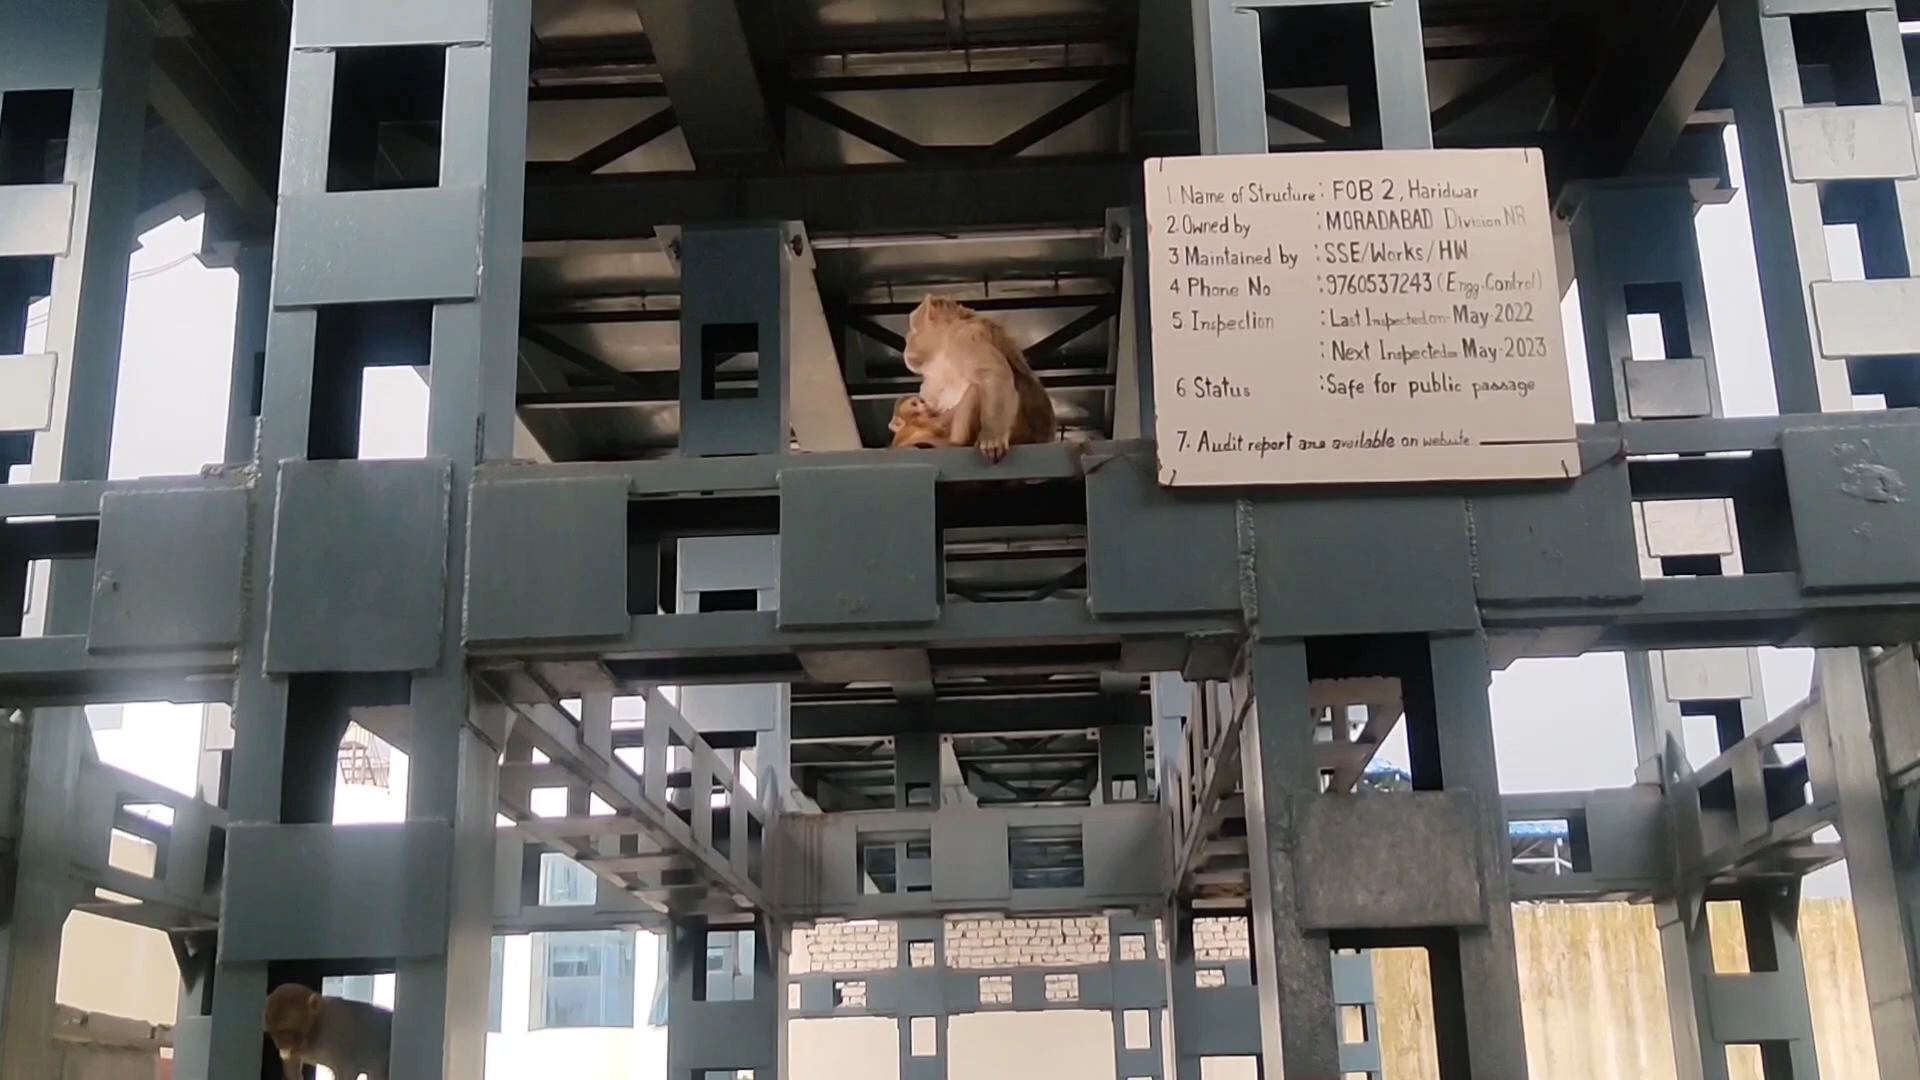 1. Name of Structure : FOB 2, Haridwar
2. Owned by : MORADABAD Division NR
3 Maintained by : SSE/Works/HW
4 Phone No : 9760537243 (Engg. Control)
5 Inspection : Last Inspected on- May-2022
: Next Inspected on May-2023
6 Status : Safe for public passage
7. Audit report are available on website